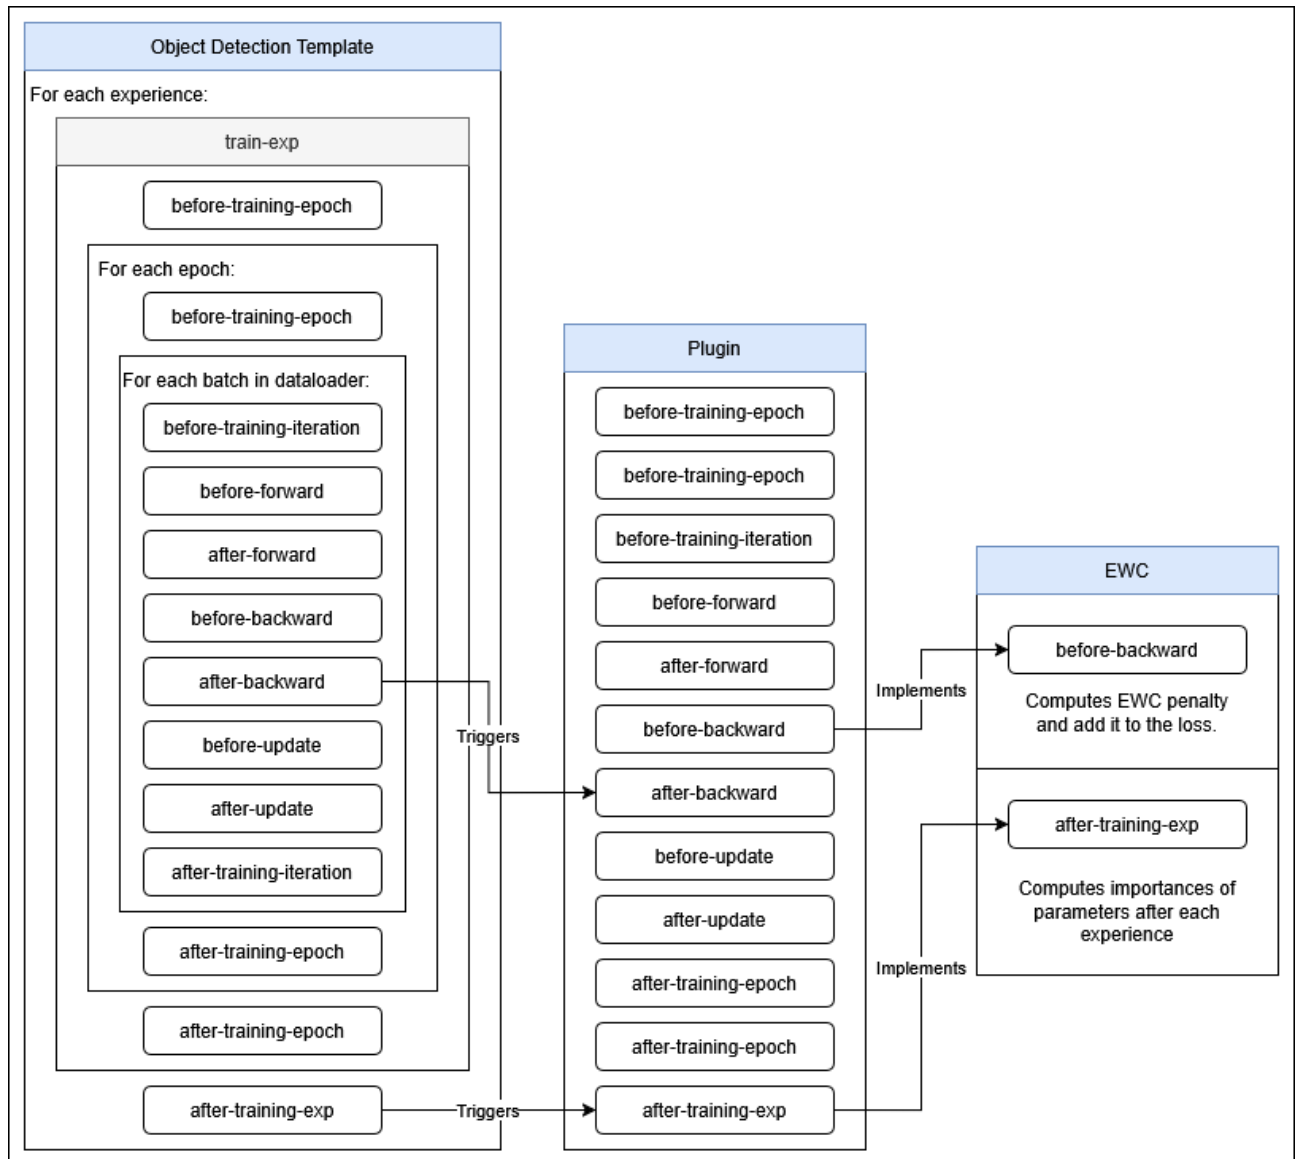 Object Detection Template
For each experience:
train-exp
before-training-epoch
For each epoch:
before-training-epoch
For each batch in dataloader:
before-training-iteration
before-forward
after-forward
before-backward
after-backward
before-update
after-update
after-training-iteration
after-training-epoch
after-training-epoch
after-training-exp
Triggers
Triggers
Plugin
before-training-epoch
before-training-epoch
before-training-iteration
before-forward
after-forward
before-backward
after-backward
before-update
after-update
after-training-epoch
after-training-epoch
after-training-exp
Implements
Implements
EWC
before-backward
Computes EWC penalty
and add it to the loss.
after-training-exp
Computes importances of
parameters after each
experience